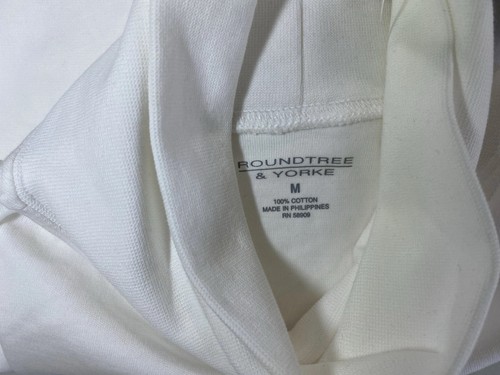 ROUNDTREE
& YORKE
M
100% COTTON
MADE IN PHILIPPINES
RN 58909